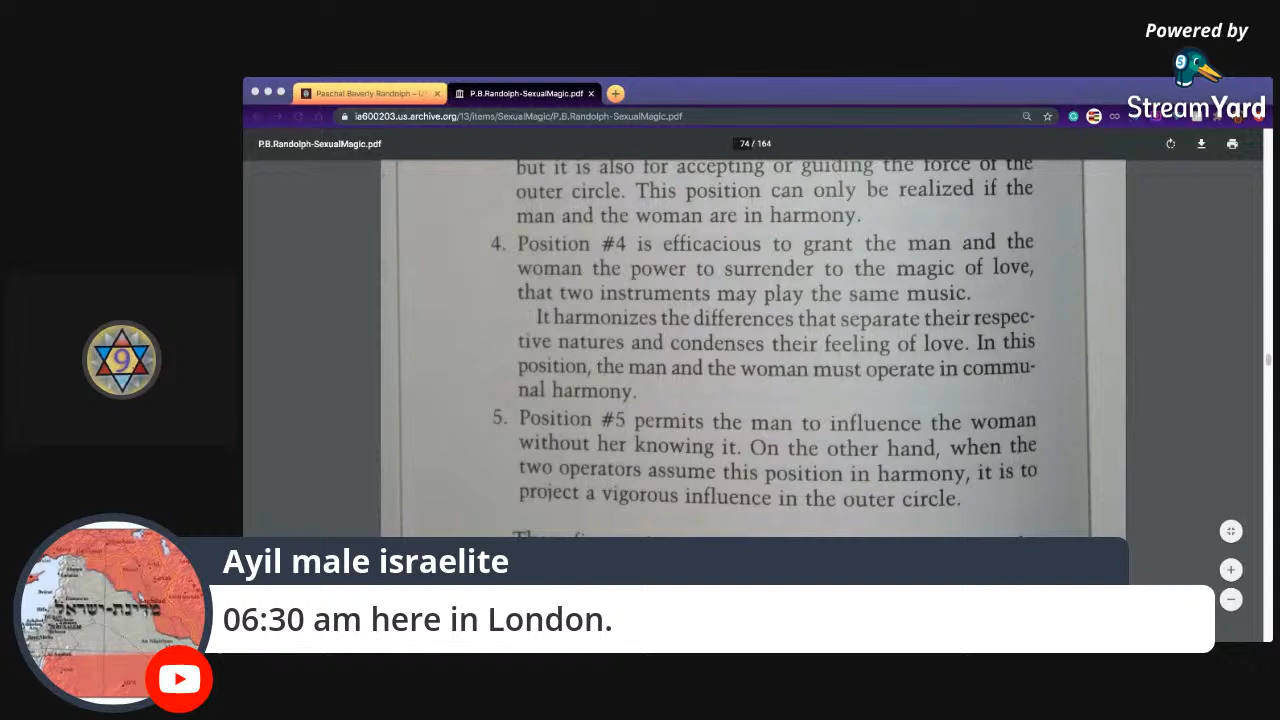 Powered by
StreamYard
Paschal Beverly Randolph – U
P.B.Randolph-SexualMagic.pdf
ia600203.us.archive.org/13/items/SexualMagic/P.B.Randolph-SexualMagic.pdf
P.B.Randolph-SexualMagic.pdf
74 / 164
but it is also for accepting or guiding the force of the
outer circle. This position can only be realized if the
man and the woman are in harmony.
4. Position #4 is efficacious to grant the man and the
woman the power to surrender to the magic of love,
that two instruments may play the same music.
It harmonizes the differences that separate their respec-
tive natures and condenses their feeling of love. In this
position, the man and the woman must operate in commu-
nal harmony.
5. Position #5 permits the man to influence the woman
without her knowing it. On the other hand, when the
two operators assume this position in harmony, it is to
project a vigorous influence in the outer circle.
9
Ayil male israelite
06:30 am here in London.
מדינת-ישראל